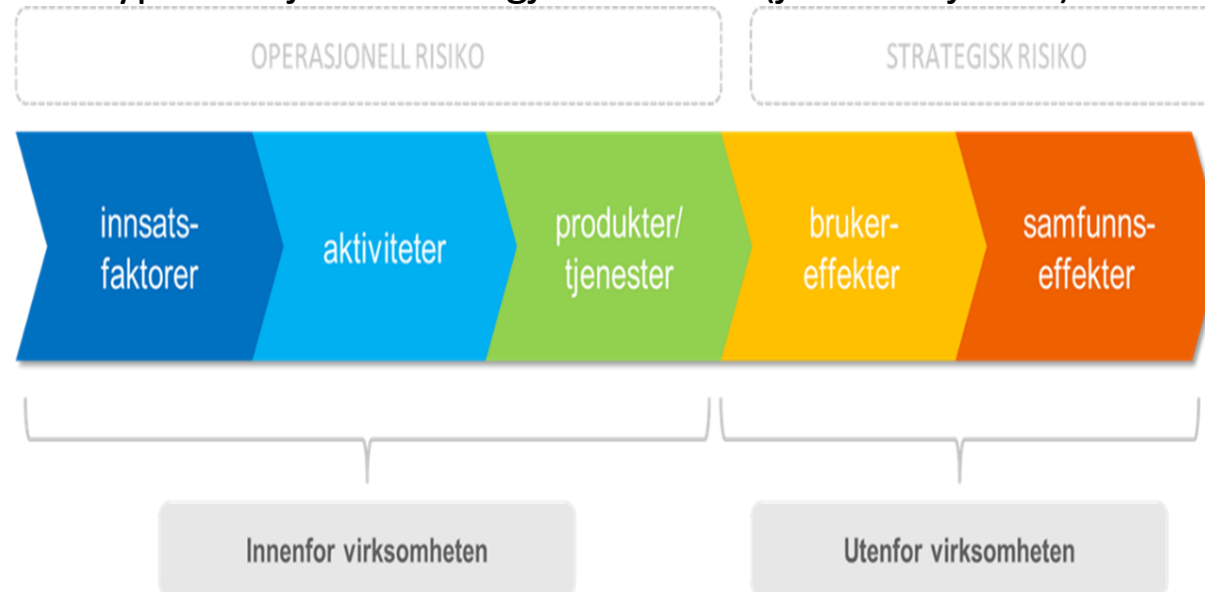 OPERASJONELL RISIKO
STRATEGISK RISIKO
innsats-
faktorer
aktiviteter
produkter/
tjenester
bruker-
effekter
samfunns-
effekter
Innenfor virksomheten
Utenfor virksomheten